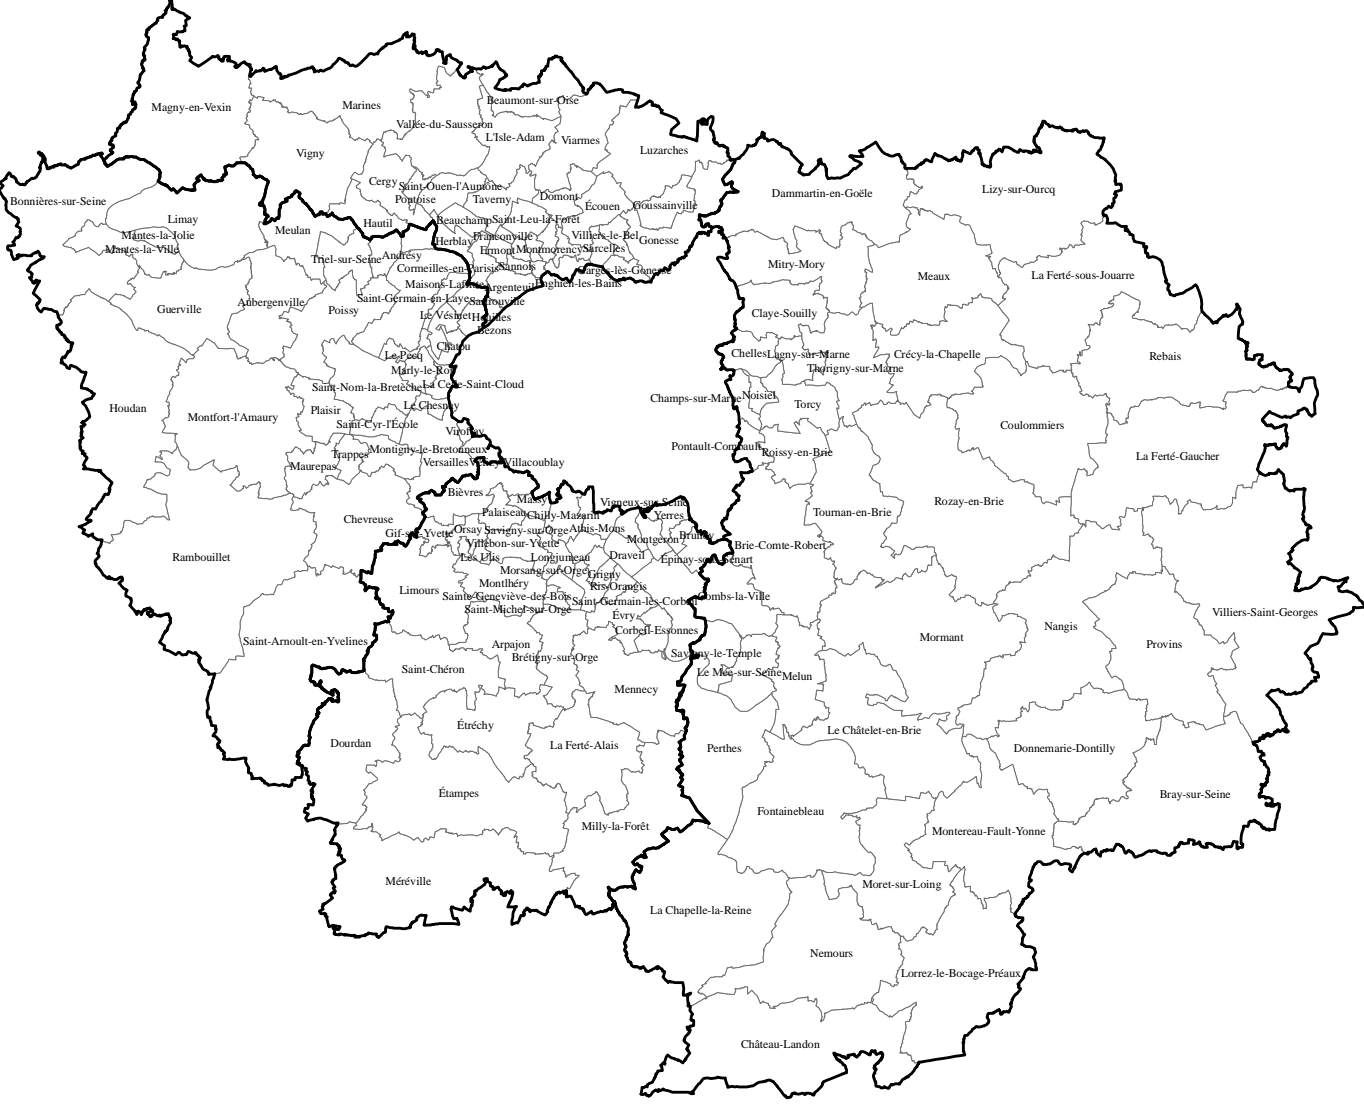 Beaumont-sur-Oise
Magny-en-Vexin
Marines
Vallée-du-Sausseron
L'Isle-Adam
Viarmes
Luzarches
Vigny
Cergy
Saint-Ouen-l'Aumône
Pontoise
Taverny
Domont
Écouen
Goussainville
Dammartin-en-Goële
Lizy-sur-Ourcq
Bonnières-sur-Seine
Limay
Hautil
Beauchamp
Saint-Leu-la-Forêt
Meulan
Mantes-la-Jolie
Mantes-la-Ville
Herblay
Franconville
Villiers-le-Bel
Gonesse
Ermont
Montmorency
Sarcelles
Triel-sur-Seine
Andrésy
Cormeilles-en-Parisis
Sannois
Garges-lès-Gonesse
Mitry-Mory
Meaux
La Ferté-sous-Jouarre
Maisons-Laffitte
Argenteuil
Enghien-les-Bains
Aubergenville
Saint-Germain-en-Laye
Sartrouville
Guerville
Poissy
Le Vésinet
Houilles
Bezons
Claye-Souilly
Chatou
Le Pecq
Chelles
Lagny-sur-Marne
Crécy-la-Chapelle
Rebais
Marly-le-Roi
Thorigny-sur-Marne
Saint-Nom-la-Bretèche
La Celle-Saint-Cloud
Champs-sur-Marne
Noisiel
Torcy
Houdan
Montfort-l'Amaury
Plaisir
Le Chesnay
Saint-Cyr-l'École
Viroflay
Coulommiers
Trappes
Montigny-le-Bretonneux
Pontault-Combault
Roissy-en-Brie
La Ferté-Gaucher
Maurepas
Versailles
Vélizy-Villacoublay
Bièvres
Massy
Vigneux-sur-Seine
Rozay-en-Brie
Palaiseau
Chilly-Mazarin
Yerres
Tournan-en-Brie
Chevreuse
Gif-sur-Yvette
Orsay
Savigny-sur-Orge
Athis-Mons
Montgeron
Brunoy
Villebon-sur-Yvette
Brie-Comte-Robert
Rambouillet
Les Ulis
Longjumeau
Draveil
Épinay-sous-Sénart
Morsang-sur-Orge
Grigny
Limours
Montlhéry
Ris-Orangis
Sainte-Geneviève-des-Bois
Saint-Germain-lès-Corbeil
Combs-la-Ville
Saint-Michel-sur-Orge
Évry
Villiers-Saint-Georges
Corbeil-Essonnes
Nangis
Mormant
Saint-Arnoult-en-Yvelines
Arpajon
Brétigny-sur-Orge
Savigny-le-Temple
Provins
Saint-Chéron
Le Mée-sur-Seine
Melun
Mennecy
Étréchy
Le Châtelet-en-Brie
Dourdan
La Ferté-Alais
Perthes
Donnemarie-Dontilly
Étampes
Bray-sur-Seine
Fontainebleau
Milly-la-Forêt
Montereau-Fault-Yonne
Méréville
Moret-sur-Loing
La Chapelle-la-Reine
Nemours
Lorrez-le-Bocage-Préaux
Château-Landon